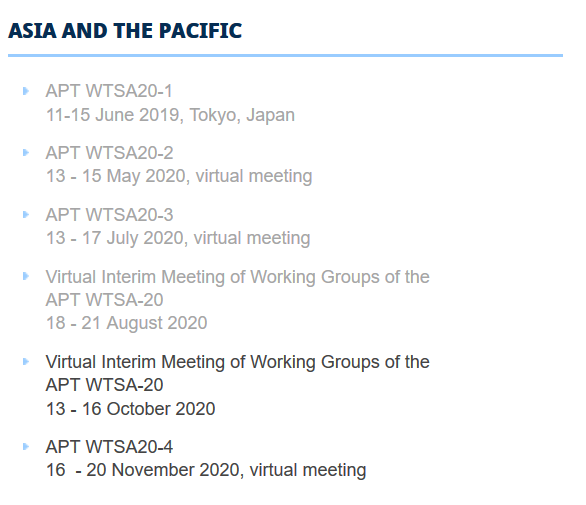 ASIA AND THE PACIFIC
APT WTSA20-1
11-15 June 2019, Tokyo, Japan
APT WTSA20-2
13 - 15 May 2020, virtual meeting
APT WTSA20-3
13 - 17 July 2020, virtual meeting
Virtual Interim Meeting of Working Groups of the
APT WTSA-20
18 - 21 August 2020
Virtual Interim Meeting of Working Groups of the
APT WTSA-20
13 - 16 October 2020
APT WTSA20-4
16  - 20 November 2020, virtual meeting